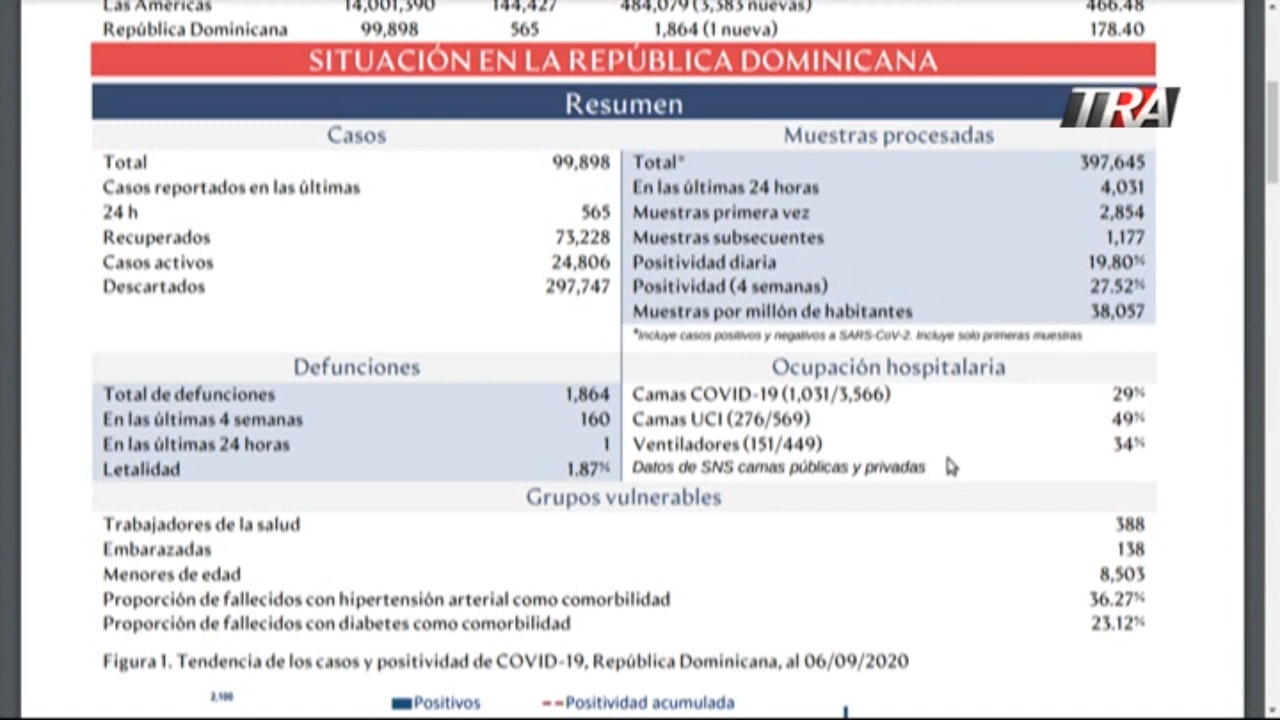 Las Américas 14,001,390 144,427 484,079 (3,383 nuevas) 466.48
República Dominicana 99,898 565 1,864 (1 nueva) 178.40
SITUACIÓN EN LA REPÚBLICA DOMINICANA
Resumen
TRA
Casos
Total 99,898
Casos reportados en las últimas
24 h 565
Recuperados 73,228
Casos activos 24,806
Descartados 297,747
Muestras procesadas
Total* 397,645
En las últimas 24 horas 4,031
Muestras primera vez 2,854
Muestras subsecuentes 1,177
Positividad diaria 19.80%
Positividad (4 semanas) 27.52%
Muestras por millón de habitantes 38,057
*Incluye casos positivos y negativos a SARS-CoV-2. Incluye solo primeras muestras
Defunciones
Total de defunciones 1,864
En las últimas 4 semanas 160
En las últimas 24 horas 1
Letalidad 1.87%
Ocupación hospitalaria
Camas COVID-19 (1,031/3,566) 29%
Camas UCI (276/569) 49%
Ventiladores (151/449) 34%
Datos de SNS camas públicas y privadas
Grupos vulnerables
Trabajadores de la salud 388
Embarazadas 138
Menores de edad 8,503
Proporción de fallecidos con hipertensión arterial como comorbilidad 36.27%
Proporción de fallecidos con diabetes como comorbilidad 23.12%
Figura 1. Tendencia de los casos y positividad de COVID-19, República Dominicana, al 06/09/2020
2,100
Positivos
Positividad acumulada